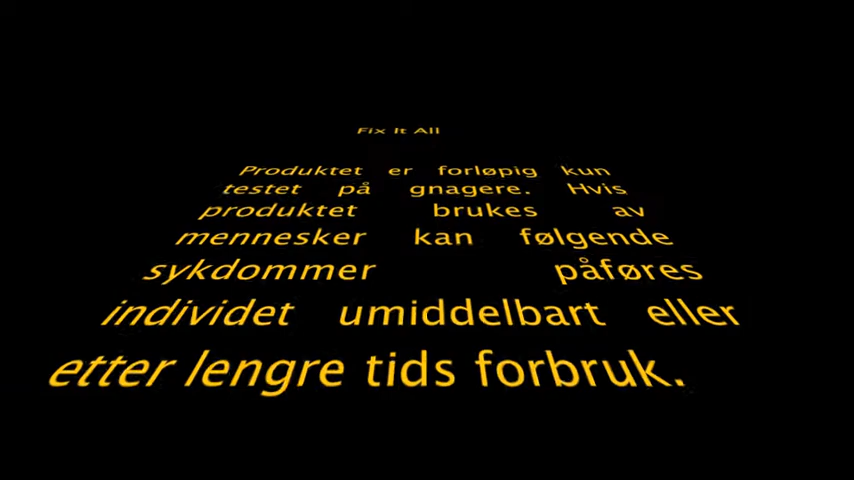 Fix It All
Produktet er forløpig kun
testet på gnagere. Hvis
produktet brukes av
mennesker kan følgende
sykdommer påføres
individet umiddelbart eller
etter lengre tids forbruk.